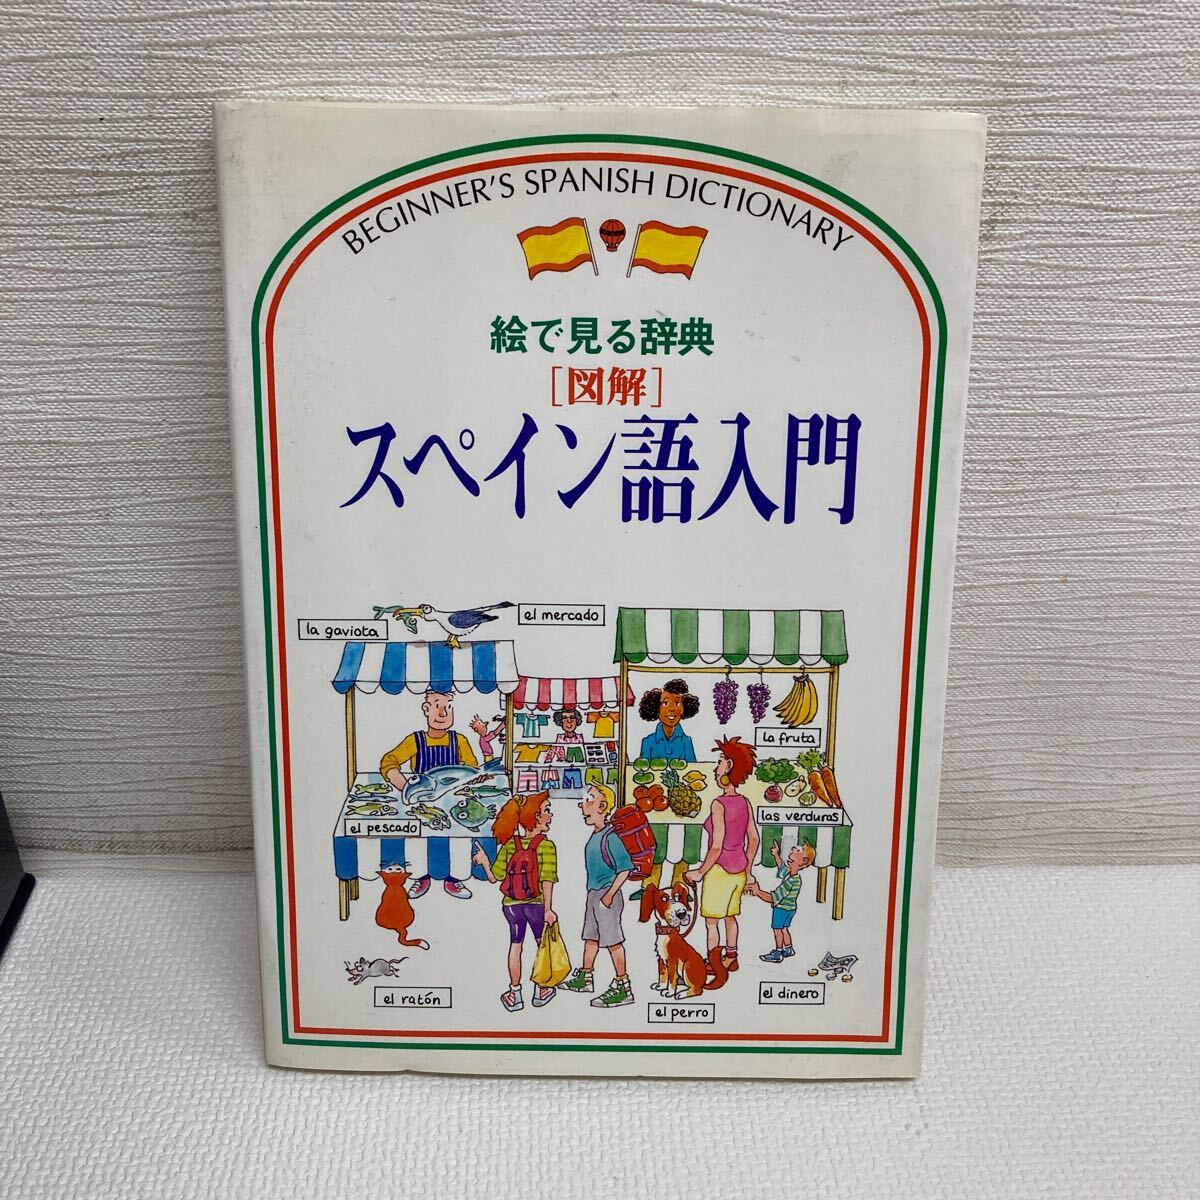 BEGINNER'S SPANISH DICTIONARY
USBORNE
絵で見る辞典
[図解]
スペイン語入門
la gaviota
el mercado
la fruta
el pescado
las verduras
el ratón
el perro
el dinero